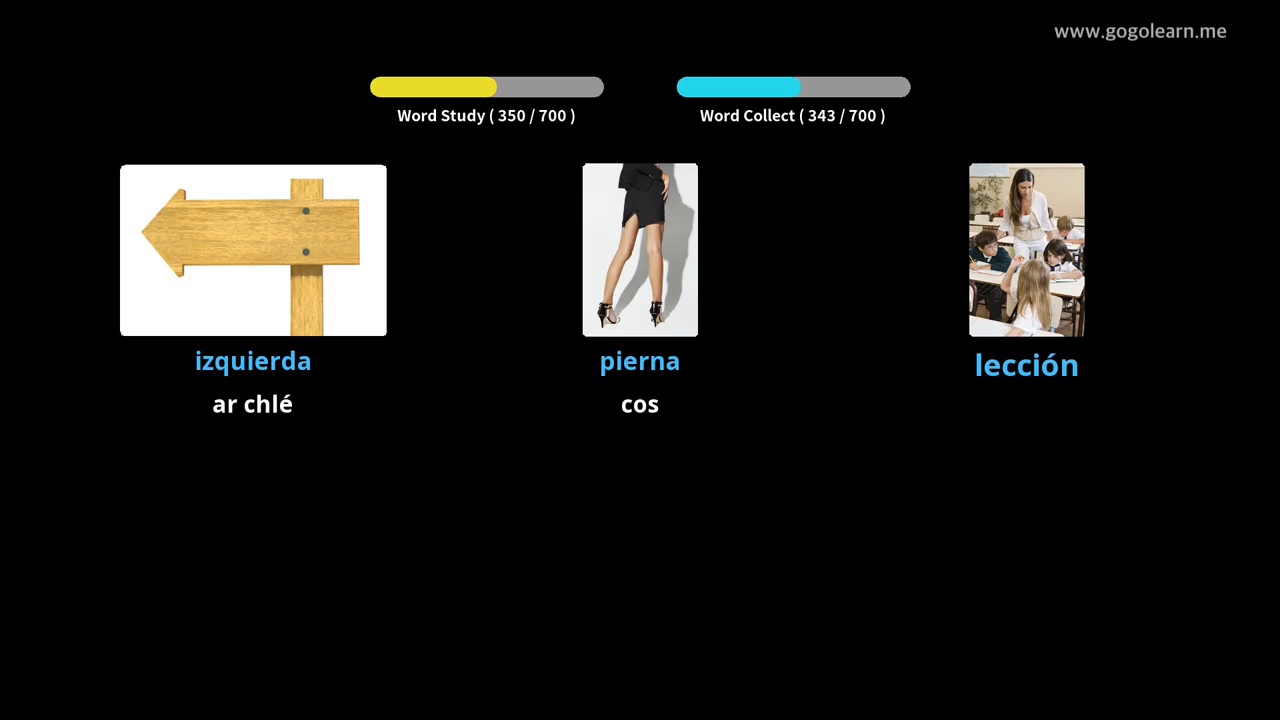 www.gogolearn.me
Word Study ( 350 / 700 )
Word Collect ( 343 / 700 )
izquierda
pierna
lección
ar chlé
cos